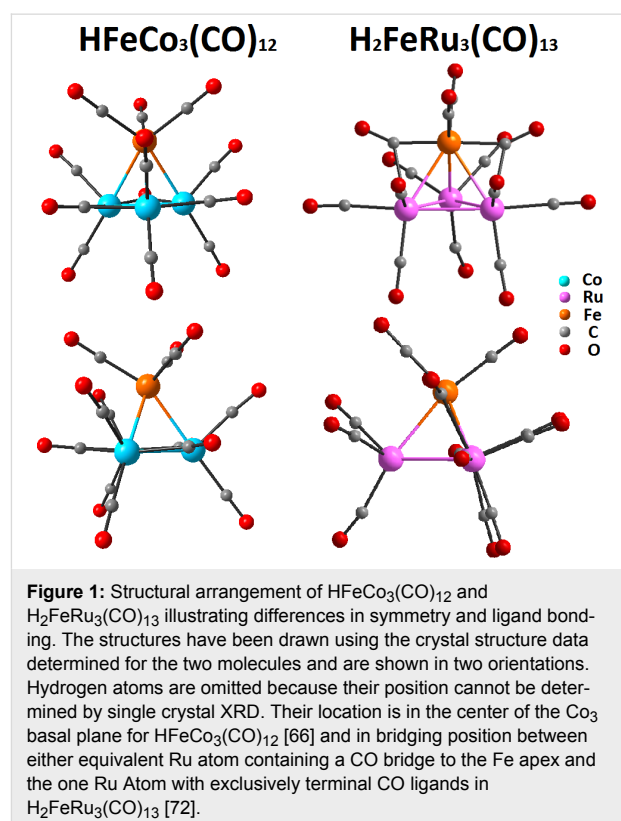 HFeCo₃(CO)₁₂ H₂FeRu₃(CO)₁₃
Co
Ru
Fe
C
O
Figure 1: Structural arrangement of HFeCo₃(CO)₁₂ and
H₂FeRu₃(CO)₁₃ illustrating differences in symmetry and ligand bond-
ing. The structures have been drawn using the crystal structure data
determined for the two molecules and are shown in two orientations.
Hydrogen atoms are omitted because their position cannot be deter-
mined by single crystal XRD. Their location is in the center of the Co₃
basal plane for HFeCo₃(CO)₁₂ [66] and in bridging position between
either equivalent Ru atom containing a CO bridge to the Fe apex and
the one Ru Atom with exclusively terminal CO ligands in
H₂FeRu₃(CO)₁₃ [72].